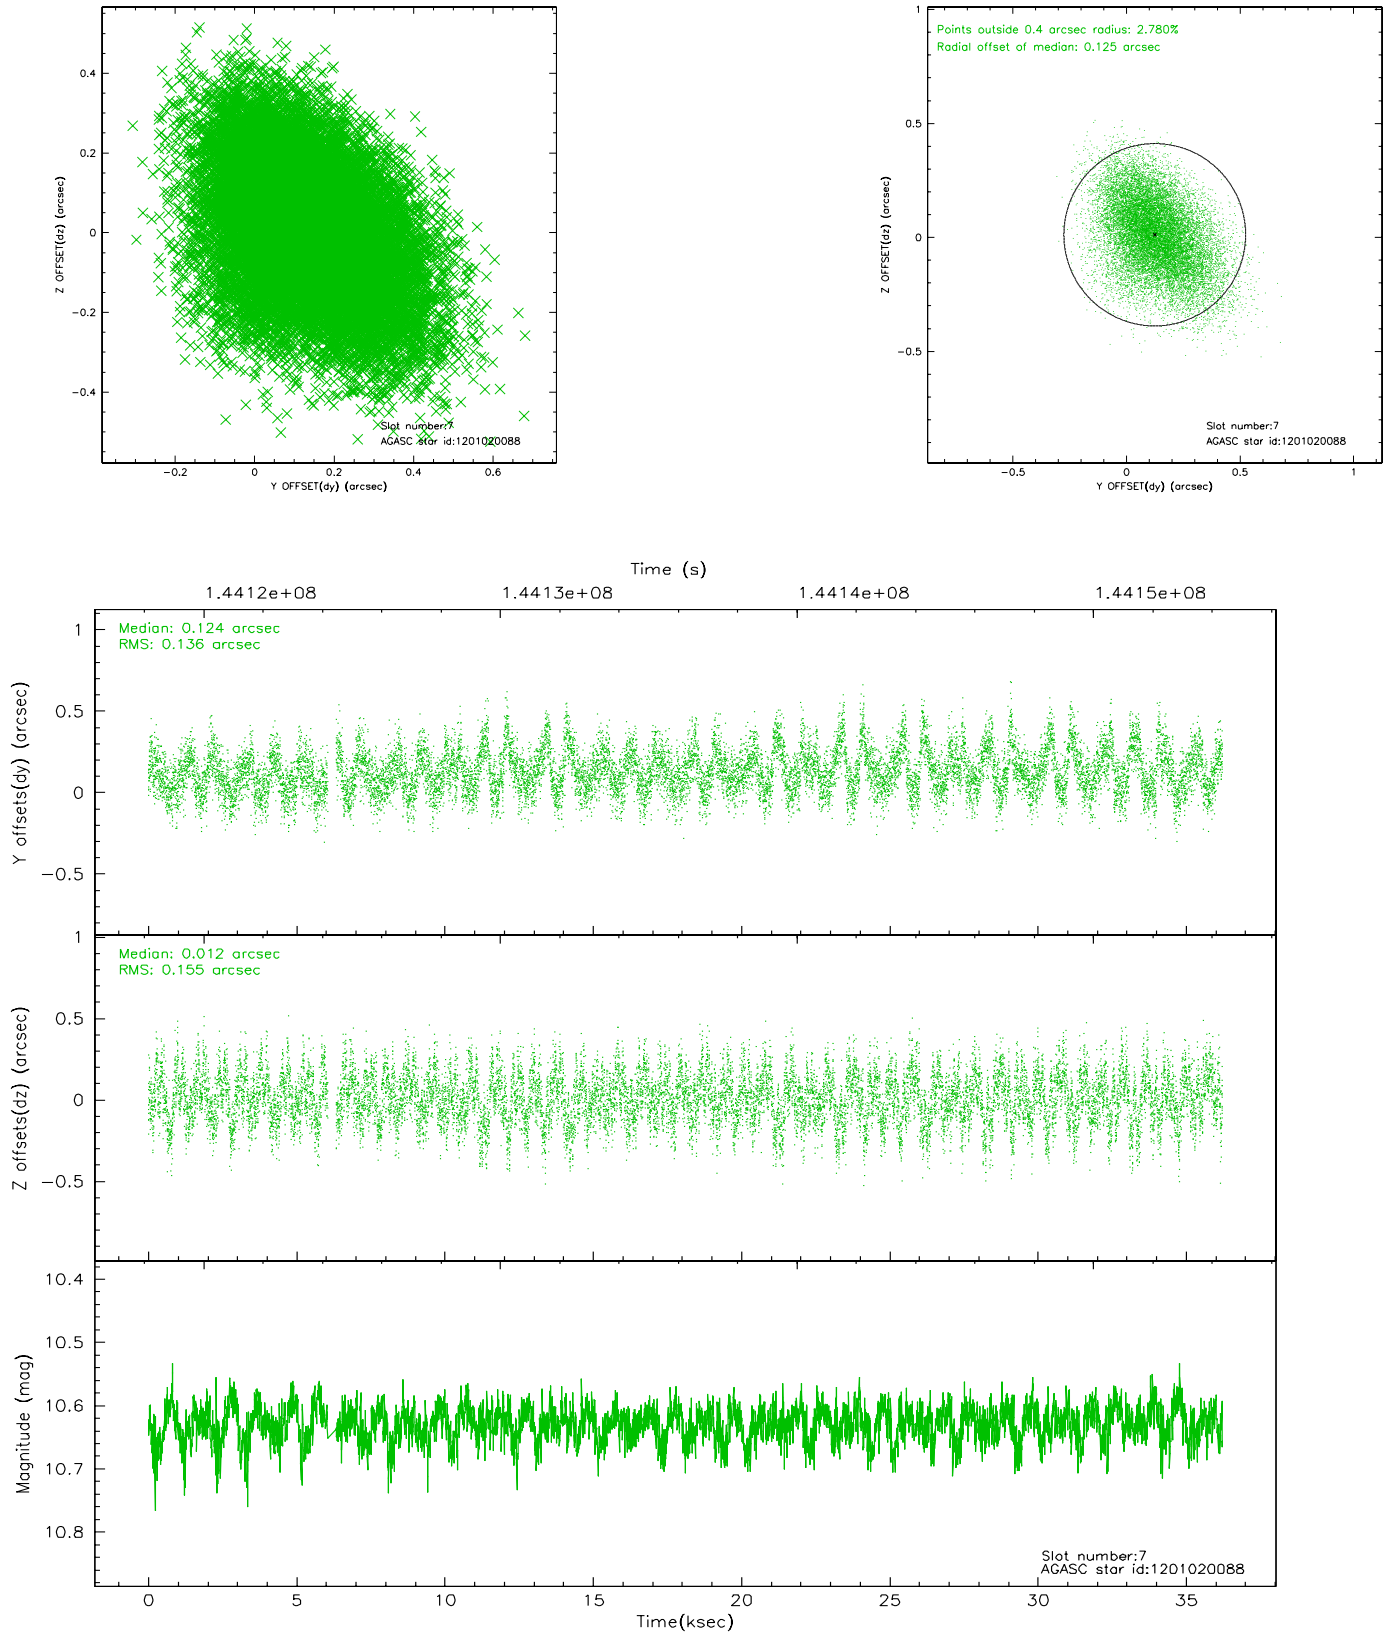 0.4
0.2
0
−0.2
−0.4
Z OFFSET(dz) (arcsec)
Slot number:7
AGASC star id:1201020088
−0.2 0 0.2 0.4 0.6
Y OFFSET(dy) (arcsec)
Points outside 0.4 arcsec radius: 2.780%
Radial offset of median: 0.125 arcsec
1
0.5
0
−0.5
Z OFFSET(dz) (arcsec)
Slot number:7
AGASC star id:1201020088
−0.5 0 0.5 1
Y OFFSET(dy) (arcsec)
Time (s)
1.4412e+08 1.4413e+08 1.4414e+08 1.4415e+08
Median: 0.124 arcsec
RMS: 0.136 arcsec
1
0.5
0
−0.5
Y offsets(dy) (arcsec)
Median: 0.012 arcsec
RMS: 0.155 arcsec
1
0.5
0
−0.5
Z offsets(dz) (arcsec)
10.4
10.5
10.6
10.7
10.8
Magnitude (mag)
Slot number:7
AGASC star id:1201020088
0 5 10 15 20 25 30 35
Time(ksec)